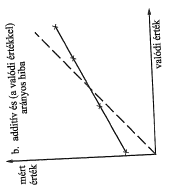 mért
érték
b. additív és (a valódi értékkel)
arányos hiba
valódi érték